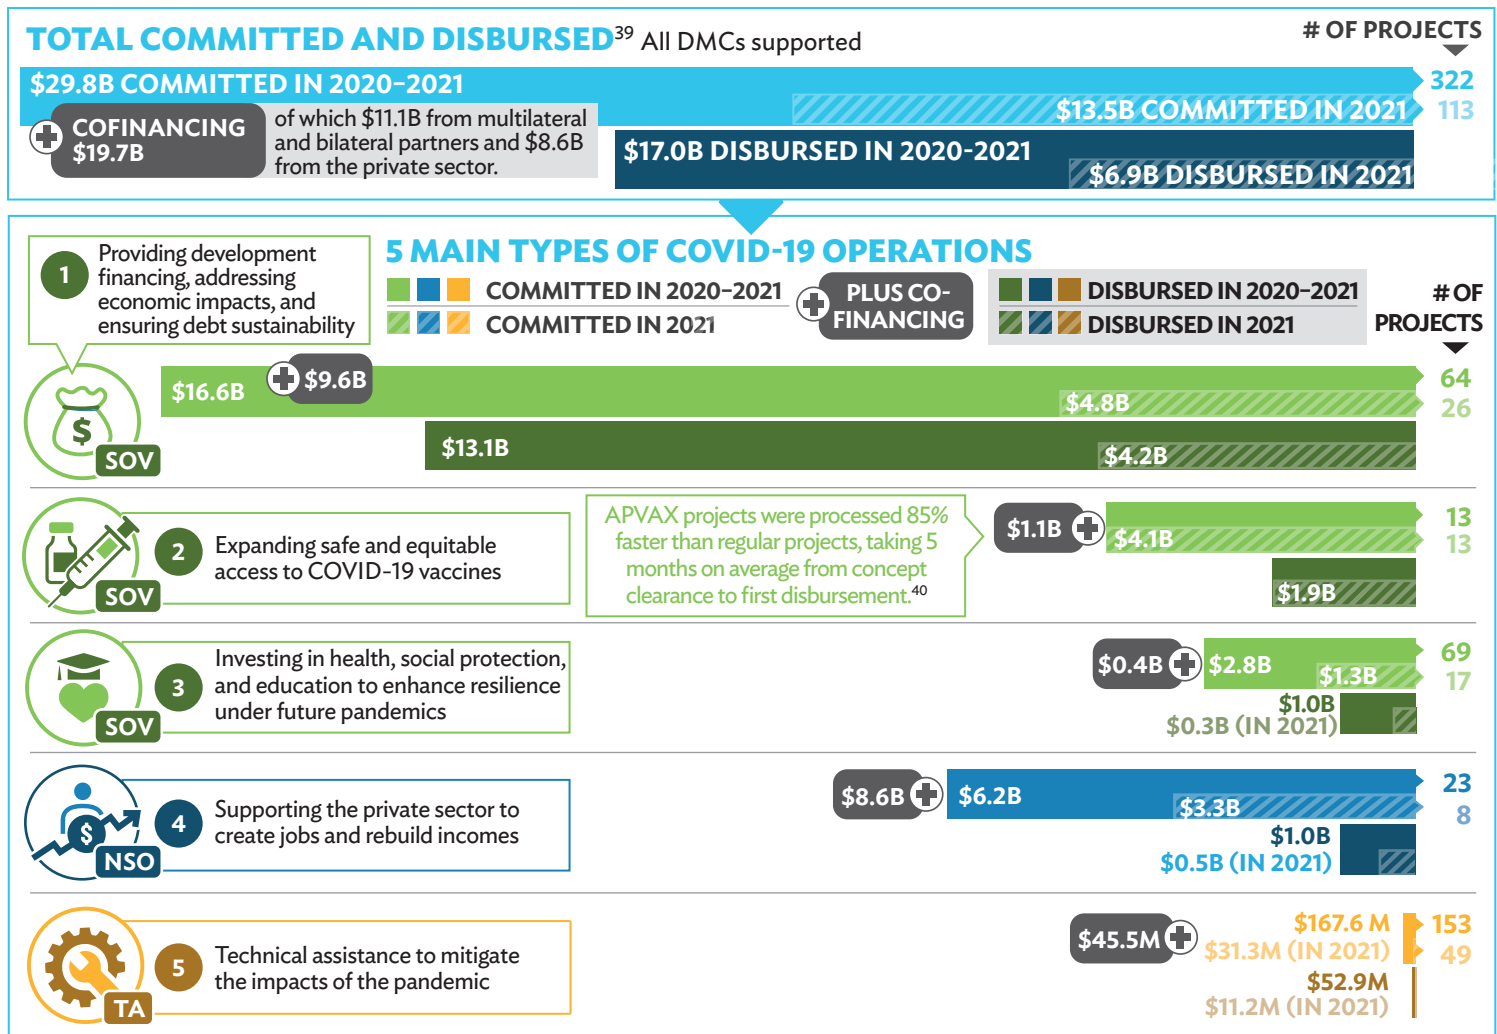 TOTAL COMMITTED AND DISBURSED39 All DMCs supported
# OF PROJECTS
$29.8B COMMITTED IN 2020–2021
322
$13.5B COMMITTED IN 2021
113
COFINANCING
$19.7B
of which $11.1B from multilateral
and bilateral partners and $8.6B
from the private sector.
$17.0B DISBURSED IN 2020-2021
$6.9B DISBURSED IN 2021
5 MAIN TYPES OF COVID-19 OPERATIONS
COMMITTED IN 2020–2021
COMMITTED IN 2021
PLUS CO-
FINANCING
DISBURSED IN 2020–2021
DISBURSED IN 2021
# OF
PROJECTS
1
Providing development
financing, addressing
economic impacts, and
ensuring debt sustainability
$
SOV
$16.6B
$9.6B
$4.8B
64
26
$13.1B
$4.2B
SOV
2
Expanding safe and equitable
access to COVID-19 vaccines
APVAX projects were processed 85%
faster than regular projects, taking 5
months on average from concept
clearance to first disbursement.40
$1.1B
$4.1B
13
13
$1.9B
SOV
3
Investing in health, social protection,
and education to enhance resilience
under future pandemics
$0.4B
$2.8B
$1.3B
69
17
$1.0B
$0.3B (IN 2021)
$
NSO
4
Supporting the private sector to
create jobs and rebuild incomes
$8.6B
$6.2B
$3.3B
23
8
$1.0B
$0.5B (IN 2021)
TA
5
Technical assistance to mitigate
the impacts of the pandemic
$45.5M
$167.6 M
$31.3M (IN 2021)
153
49
$52.9M
$11.2M (IN 2021)